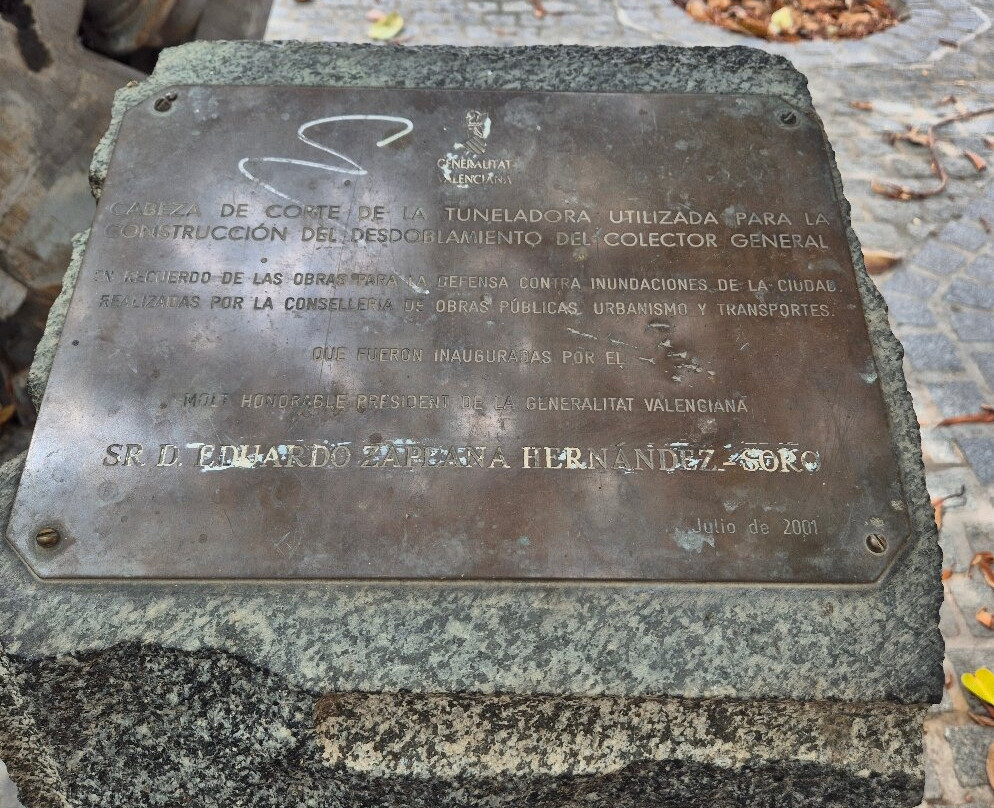 GENERALITAT
VALENCIANA
CABEZA DE CORTE DE LA TUNELADORA UTILIZADA PARA LA
CONSTRUCCIÓN DEL DESDOBLAMIENTO DEL COLECTOR GENERAL
EN RECUERDO DE LAS OBRAS PARA LA DEFENSA CONTRA INUNDACIONES DE LA CIUDAD,
REALIZADAS POR LA CONSELLERIA DE OBRAS PÚBLICAS, URBANISMO Y TRANSPORTES.
QUE FUERON INAUGURADAS POR EL
MOLT HONORABLE PRESIDENT DE LA GENERALITAT VALENCIANA
SR. D. EDUARDO ZAPLANA HERNÁNDEZ-SORO
Julio de 2001